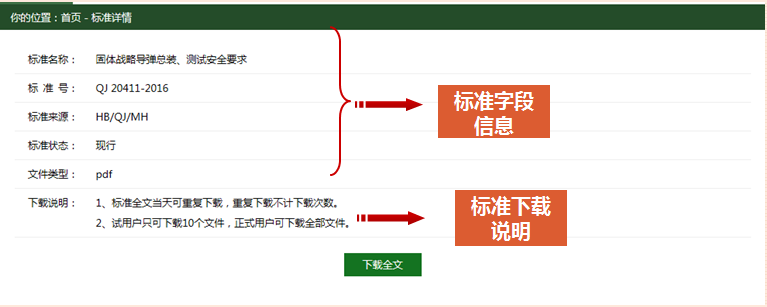 你的位置：首页 - 标准详情
标准名称： 固体战略导弹总装、测试安全要求
标 准 号： QJ 20411-2016
标准来源： HB/QJ/MH
标准状态： 现行
文件类型： pdf
标准字段
信息
下载说明： 1、标准全文当天可重复下载，重复下载不计下载次数。
2、试用户只可下载10个文件，正式用户可下载全部文件。
标准下载
说明
下载全文